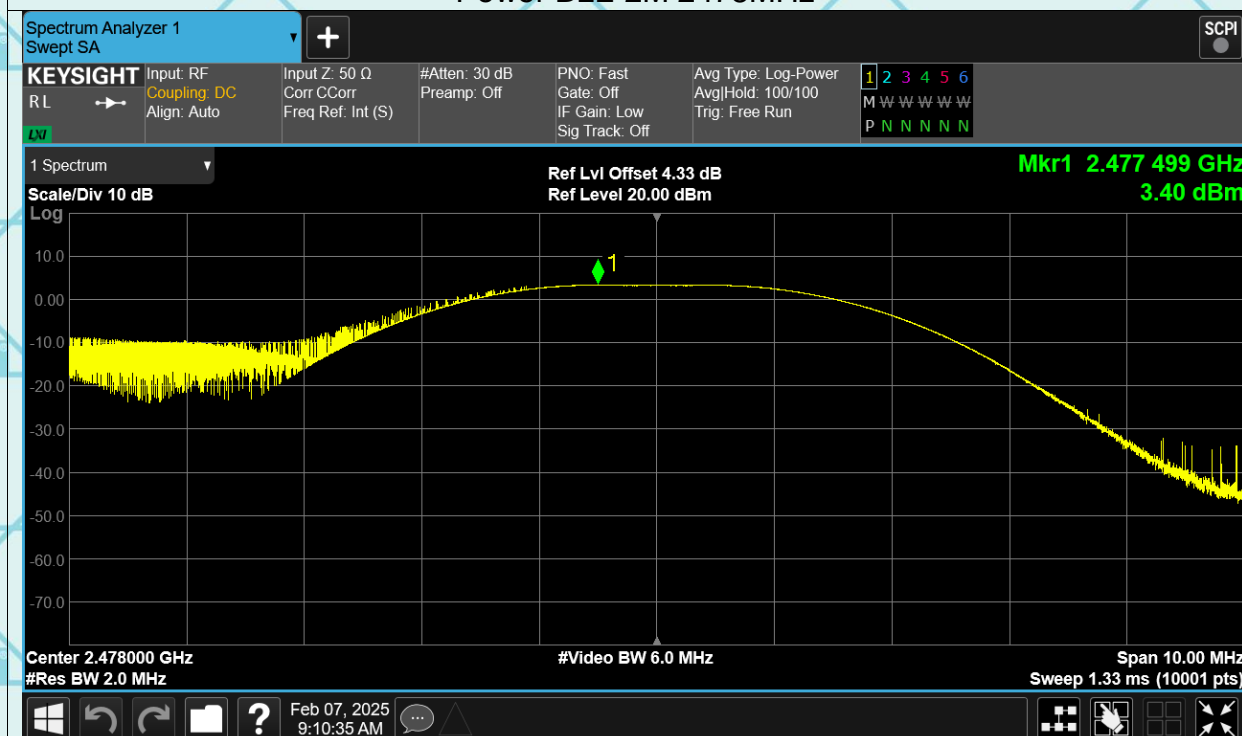 Power BLE 2M 2478MHz
Spectrum Analyzer 1
Swept SA
+
SCPI
KEYSIGHT
RL
LXI
Input: RF
Coupling: DC
Align: Auto
Input Z: 50 Ω
Corr CCorr
Freq Ref: Int (S)
#Atten: 30 dB
Preamp: Off
PNO: Fast
Gate: Off
IF Gain: Low
Sig Track: Off
Avg Type: Log-Power
Avg|Hold: 100/100
Trig: Free Run
1 2 3 4 5 6
M W W W W W
P N N N N N
1 Spectrum
Scale/Div 10 dB
Ref Lvl Offset 4.33 dB
Ref Level 20.00 dBm
Mkr1 2.477 499 GHz
3.40 dBm
Log
1
10.0
0.00
-10.0
-20.0
-30.0
-40.0
-50.0
-60.0
-70.0
Center 2.478000 GHz
#Res BW 2.0 MHz
#Video BW 6.0 MHz
Span 10.00 MHz
Sweep 1.33 ms (10001 pts)
?
Feb 07, 2025
9:10:35 AM